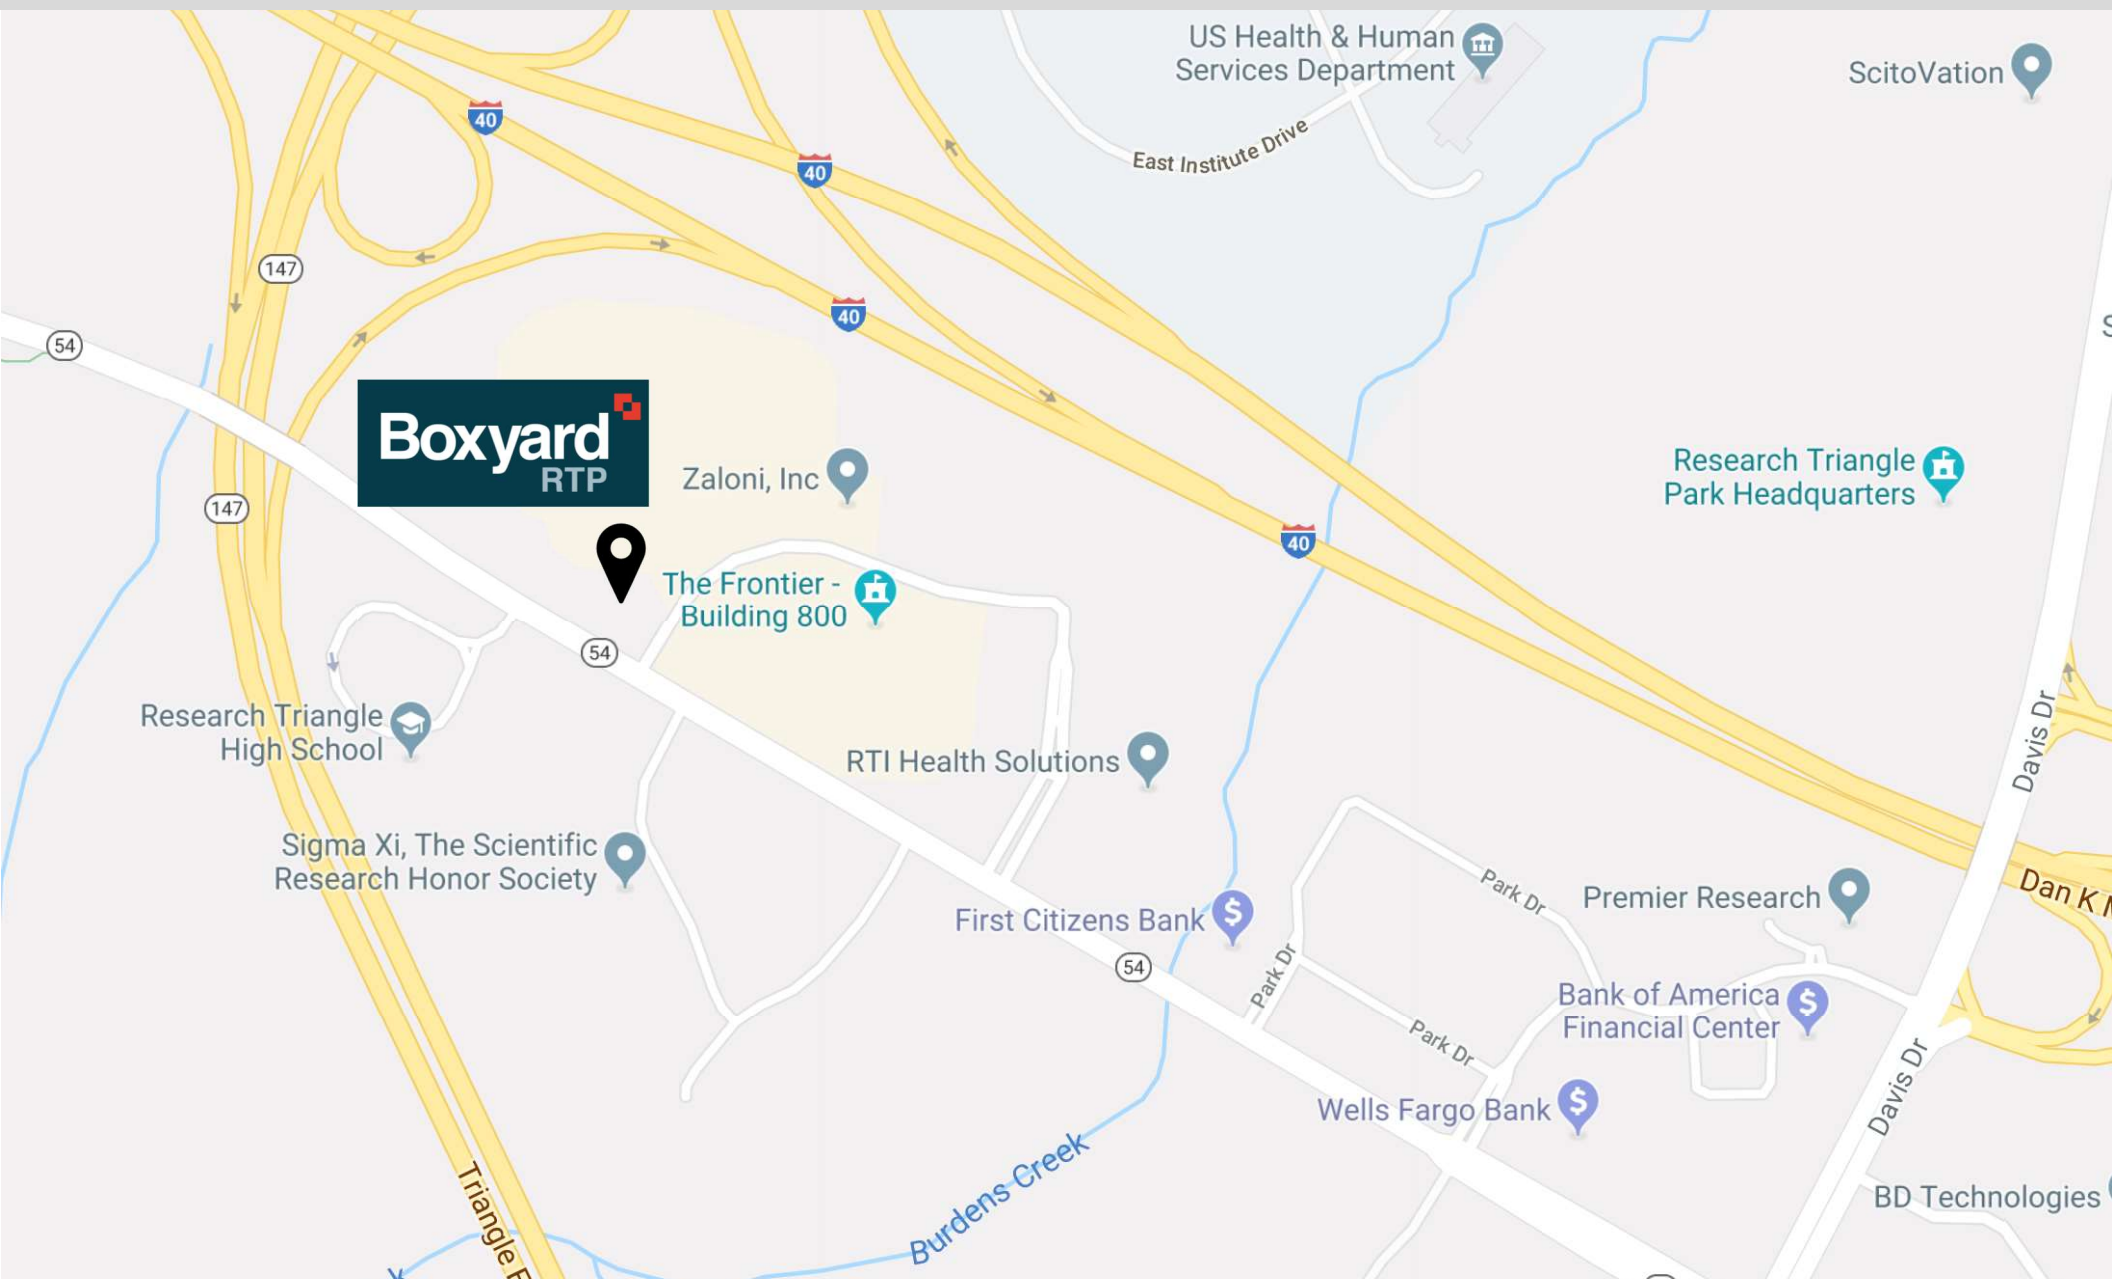 US Health & Human
Services Department
ScitoVation
40
40
East Institute Drive
147
40
54
Boxyard
RTP
Zaloni, Inc
Research Triangle
Park Headquarters
147
40
The Frontier -
Building 800
54
Research Triangle
High School
RTI Health Solutions
Davis Dr
Sigma Xi, The Scientific
Research Honor Society
Park Dr
Premier Research
Dan K
First Citizens Bank
54
Park Dr
Bank of America
Financial Center
Park Dr
Davis Dr
Wells Fargo Bank
Burdens Creek
Triangle
BD Technologies